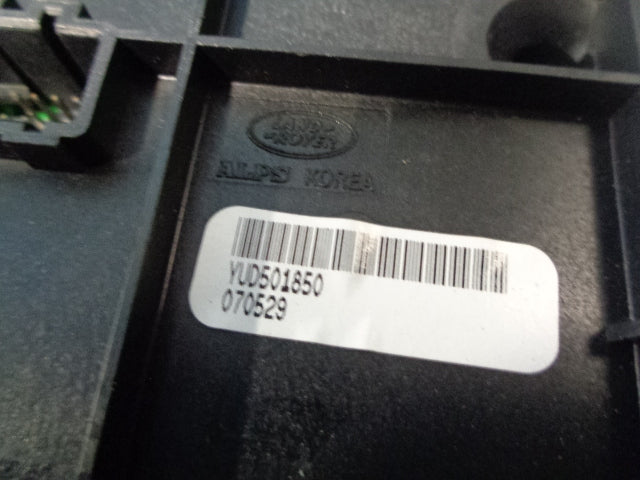 LAND
ROVER
ALPS KOREA
YUD501850
070529